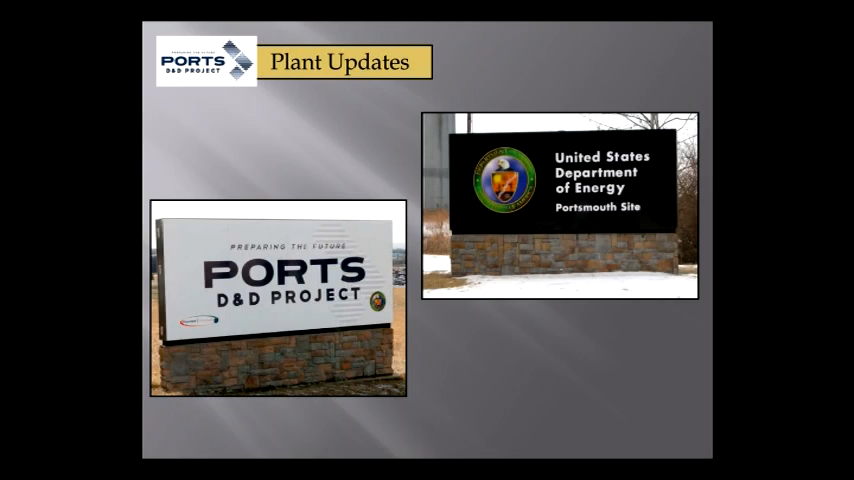 PREPARING THE FUTURE
PORTS
D&D PROJECT
Plant Updates
United States
Department
of Energy
Portsmouth Site
PREPARING THE FUTURE
PORTS
D&D PROJECT